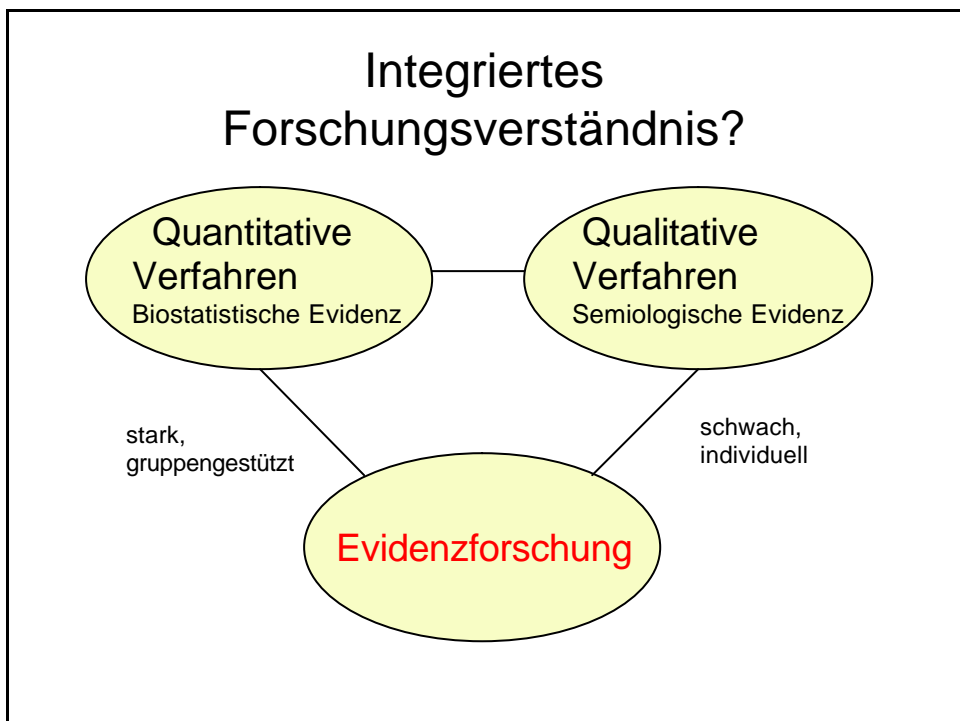 Integriertes
Forschungsverständnis?
Quantitative
Verfahren
Biostatistische Evidenz
Qualitative
Verfahren
Semiologische Evidenz
stark,
gruppengestützt
schwach,
individuell
Evidenzforschung